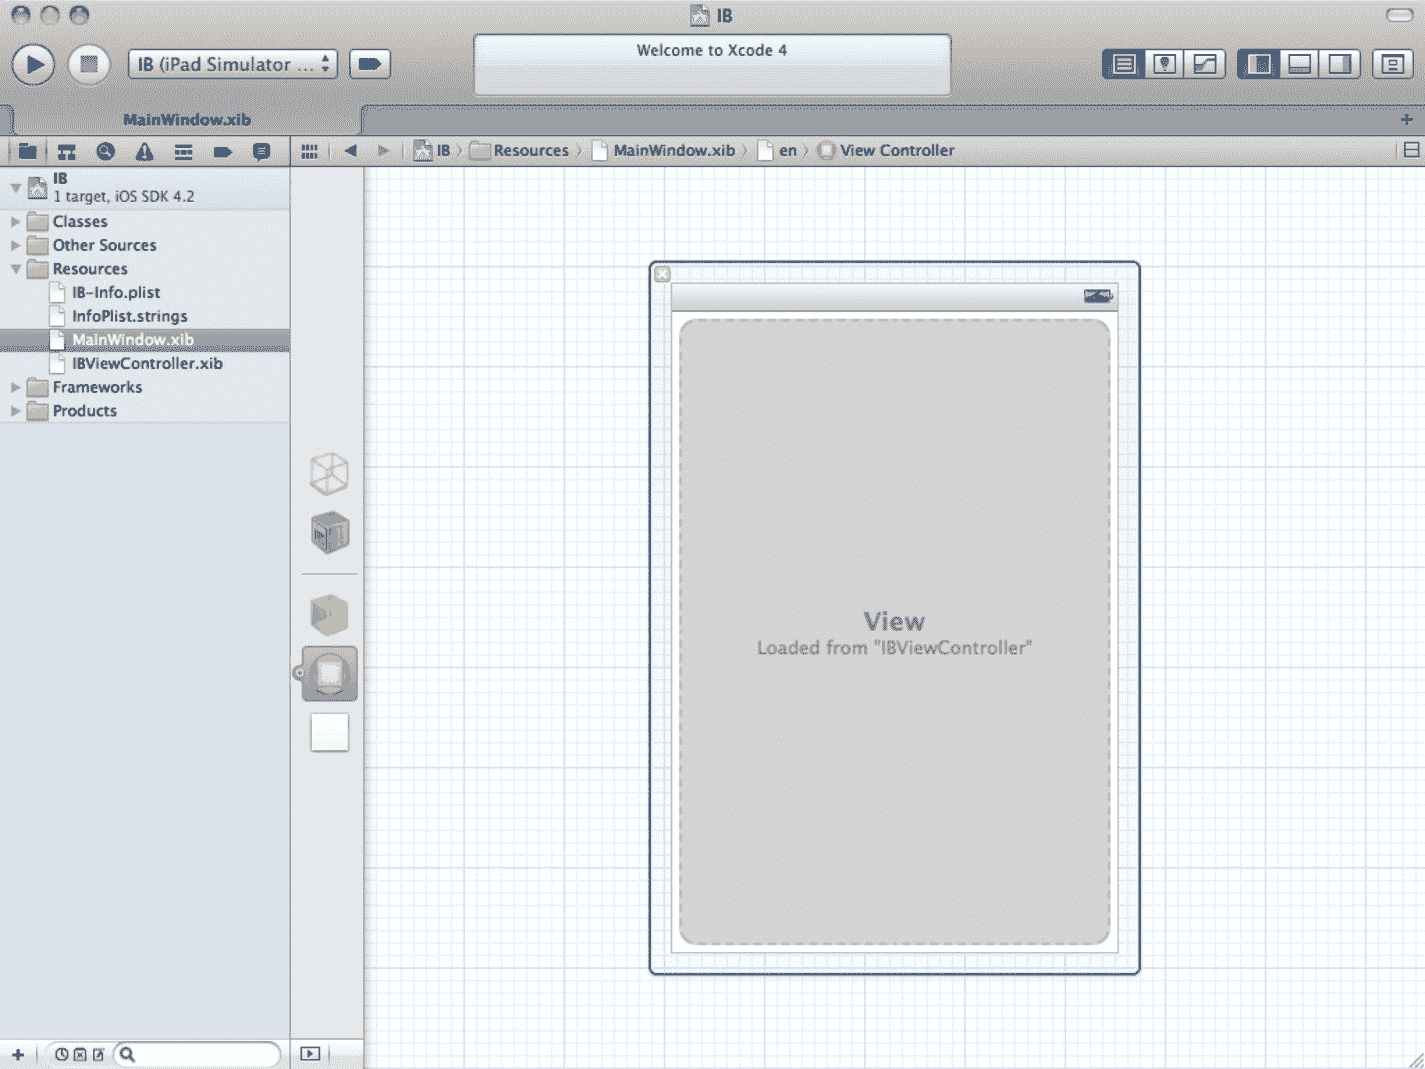 IB
IB (iPad Simulator ...
Welcome to Xcode 4
MainWindow.xib
IB
Resources
MainWindow.xib
en
View Controller
IB
1 target, iOS SDK 4.2
Classes
Other Sources
Resources
IB-Info.plist
InfoPlist.strings
MainWindow.xib
IBViewController.xib
Frameworks
Products
View
Loaded from "IBViewController"